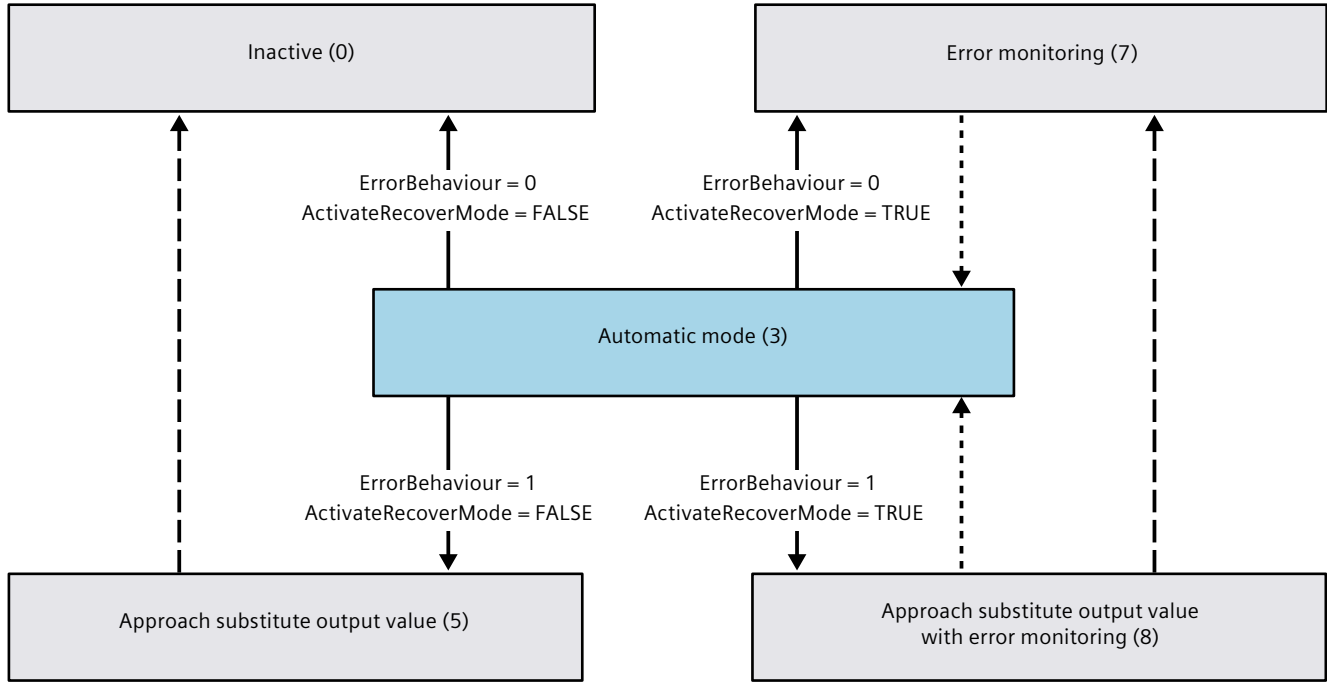 Inactive (0)
Error monitoring (7)
ErrorBehaviour = 0
ActivateRecoverMode = FALSE
ErrorBehaviour = 0
ActivateRecoverMode = TRUE
Automatic mode (3)
ErrorBehaviour = 1
ActivateRecoverMode = FALSE
ErrorBehaviour = 1
ActivateRecoverMode = TRUE
Approach substitute output value (5)
Approach substitute output value
with error monitoring (8)